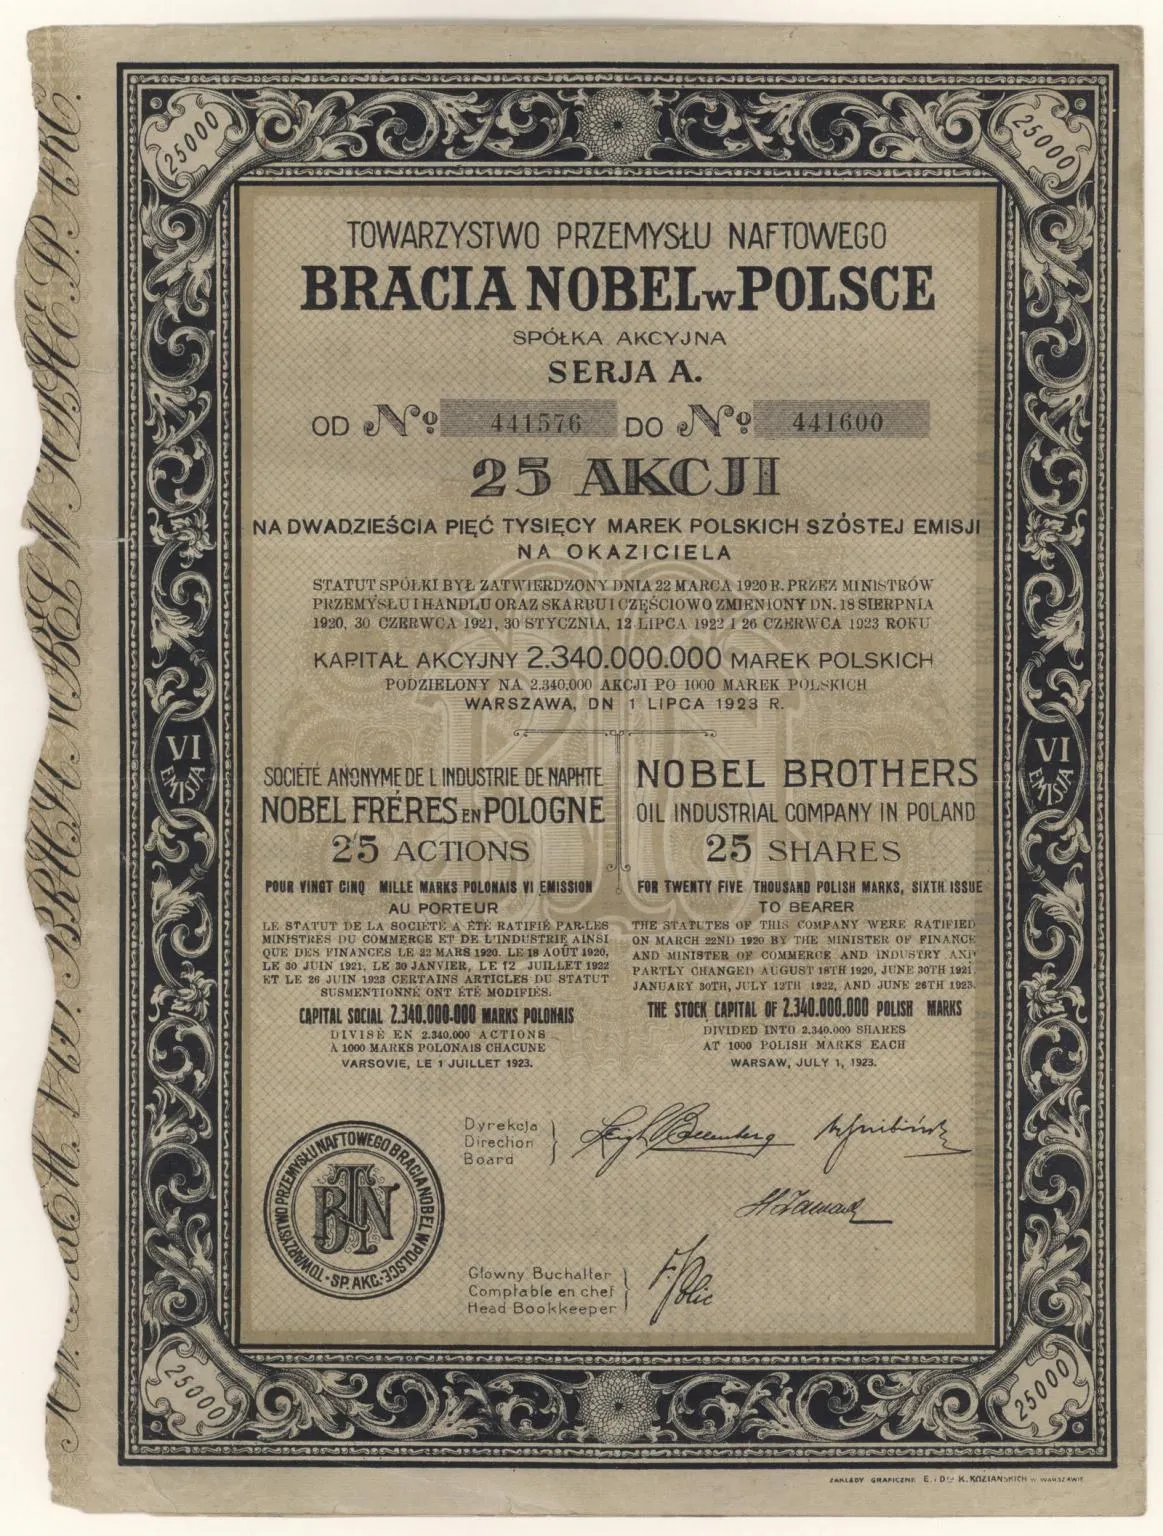 25000
25000
TOWARZYSTWO PRZEMYSŁU NAFTOWEGO
BRACIA NOBEL w POLSCE
SPÓŁKA AKCYJNA
SERJA A.
OD No 441576 DO No 441600
25 AKCJI
NA DWADZIEŚCIA PIĘĆ TYSIĘCY MAREK POLSKICH SZÓSTEJ EMISJI
NA OKAZICIELA
STATUT SPÓŁKI BYŁ ZATWIERDZONY DNIA 22 MARCA 1920 R. PRZEZ MINISTRÓW
PRZEMYSŁU I HANDLU ORAZ SKARBU I CZĘŚCIOWO ZMIENIONY DN. 18 SIERPNIA
1920, 30 CZERWCA 1921, 30 STYCZNIA, 12 LIPCA 1922 I 26 CZERWCA 1923 ROKU
KAPITAŁ AKCYJNY 2.340.000.000 MAREK POLSKICH
PODZIELONY NA 2.340.000 AKCJI PO 1000 MAREK POLSKICH
WARSZAWA, DN 1 LIPCA 1923 R.
VI EMISJA
VI EMISJA
SOCIÉTÉ ANONYME DE L INDUSTRIE DE NAPHTE
NOBEL FRÉRES EN POLOGNE
25 ACTIONS
POUR VINGT CINQ MILLE MARKS POLONAIS VI EMISSION
AU PORTEUR
LE STATUT DE LA SOCIETÉ A ÉTÉ RATIFIÉ PAR LES
MINISTRES DU COMMERCE ET DE L'INDUSTRIE AINSI
QUE DES FINANCES LE 22 MARS 1920. LE 18 AOÛT 1920,
LE 30 JUIN 1921, LE 30 JANVIER, LE 12 JUILLET 1922
ET LE 26 JUIN 1923 CERTAINS ARTICLES DU STATUT
SUSMENTIONNÉ ONT ÉTÉ MODIFIÉS.
CAPITAL SOCIAL 2.340.000.000 MARKS POLONAIS
DIVISÉ EN 2.340.000 ACTIONS
À 1000 MARKS POLONAIS CHACUNE
VARSOVIE, LE 1 JUILLET 1923.
NOBEL BROTHERS
OIL INDUSTRIAL COMPANY IN POLAND
25 SHARES
FOR TWENTY FIVE THOUSAND POLISH MARKS, SIXTH ISSUE
TO BEARER
THE STATUTES OF THIS COMPANY WERE RATIFIED
ON MARCH 22ND 1920 BY THE MINISTER OF FINANCE
AND MINISTER OF COMMERCE AND INDUSTRY AND
PARTLY CHANGED AUGUST 18TH 1920, JUNE 30TH 1921
JANUARY 30TH, JULY 12TH 1922, AND JUNE 26TH 1923.
THE STOCK CAPITAL OF 2.340.000.000 POLISH MARKS
DIVIDED INTO 2.340.000 SHARES
AT 1000 POLISH MARKS EACH
WARSAW, JULY 1, 1923.
Dyrekcja
Direction
Board
TOWARZYSTWO PRZEMYSŁU NAFTOWEGO BRACIA NOBEL W POLSCE
SP. AKC.
BTN
Głowny Buchalter
Comptable en chef
Head Bookkeeper
25000
25000
ZAKŁADY GRAFICZNE E. i Dra K. KOZIAŃSKICH w WARSZAWIE